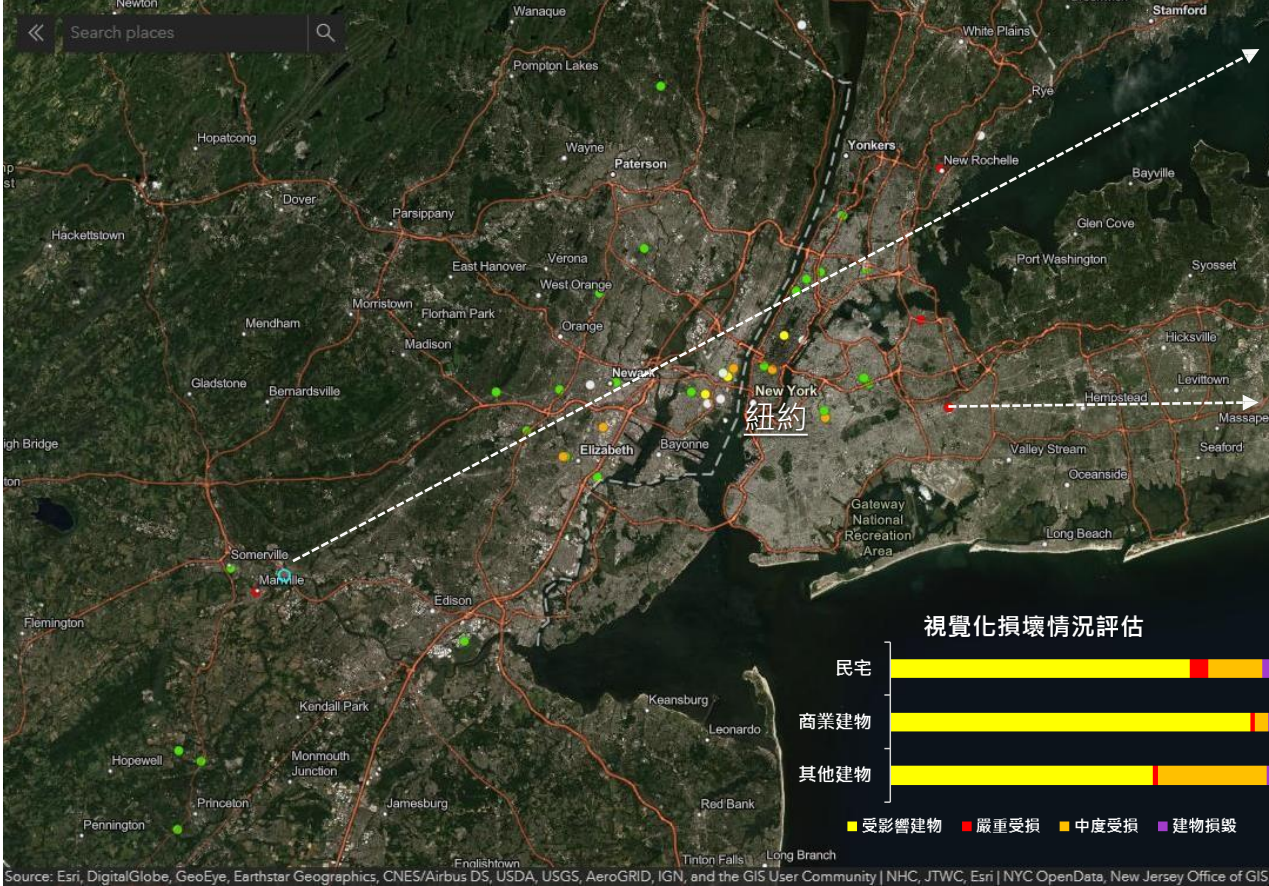 Newton
Wanaque
Stamford
Search places
White Plains
Pompton Lakes
Rye
Hopatcong
Yonkers
Wayne
Paterson
New Rochelle
Bayville
Dover
Parsippany
Glen Cove
Hackettstown
Verona
East Hanover
Port Washington
Syosset
West Orange
Morristown
Florham Park
Mendham
Orange
Madison
Hicksville
Newark
Gladstone
Bernardsville
Levittown
New York
Hempstead
紐約
Massape
igh Bridge
Elizabeth
Bayonne
Valley Stream
Seaford
Oceanside
ton
Gateway
National
Recreation
Area
Long Beach
Somerville
Manville
Edison
Flemington
視覺化損壞情況評估
民宅
Keansburg
Kendall Park
商業建物
Leonardo
Monmouth
Junction
Hopewell
其他建物
Princeton
Jamesburg
Red Bank
Pennington
受影響建物 嚴重受損 中度受損 建物損毀
Englishtown
Tinton Falls
Long Branch
Source: Esri, DigitalGlobe, GeoEye, Earthstar Geographics, CNES/Airbus DS, USDA, USGS, AeroGRID, IGN, and the GIS User Community | NHC, JTWC, Esri | NYC OpenData, New Jersey Office of GIS